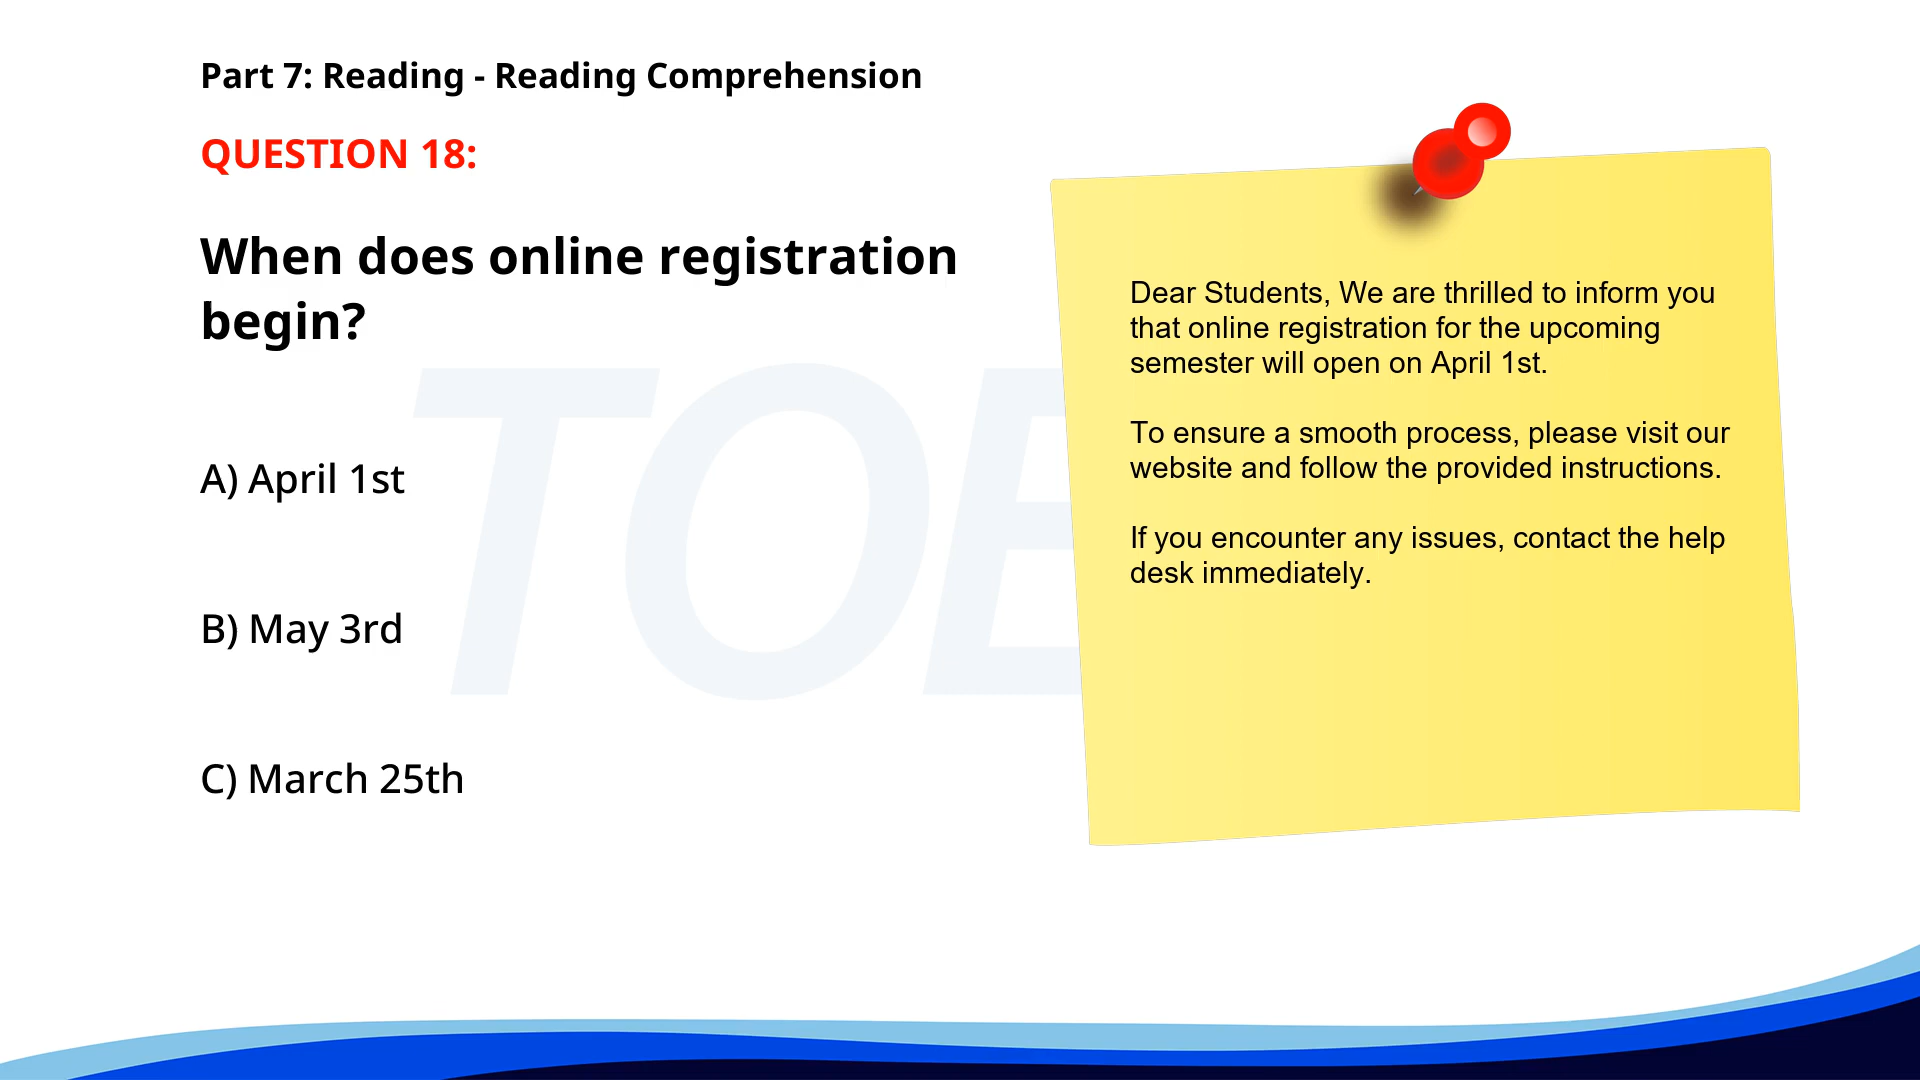 Part 7: Reading - Reading Comprehension
QUESTION 18:
When does online registration
begin?
A) April 1st
B) May 3rd
C) March 25th
Dear Students, We are thrilled to inform you
that online registration for the upcoming
semester will open on April 1st.
To ensure a smooth process, please visit our
website and follow the provided instructions.
If you encounter any issues, contact the help
desk immediately.